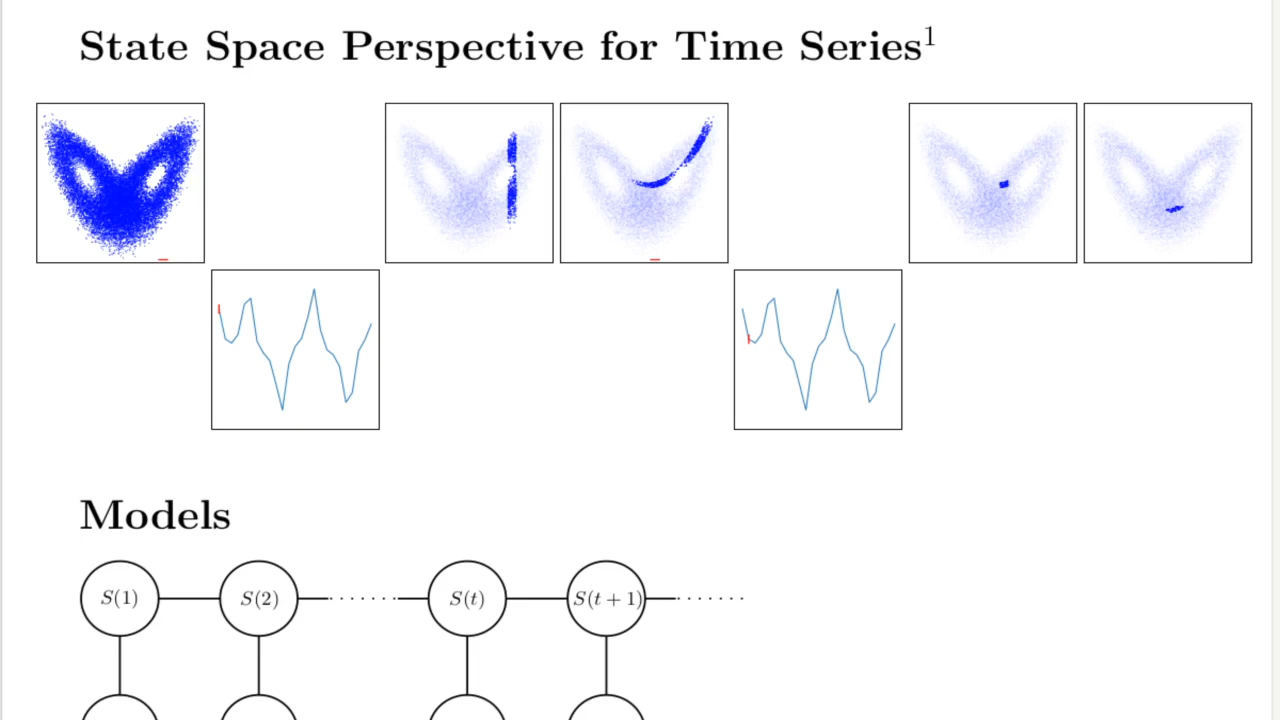 State Space Perspective for Time Series¹
Models
S(1) S(2) S(t) S(t + 1)